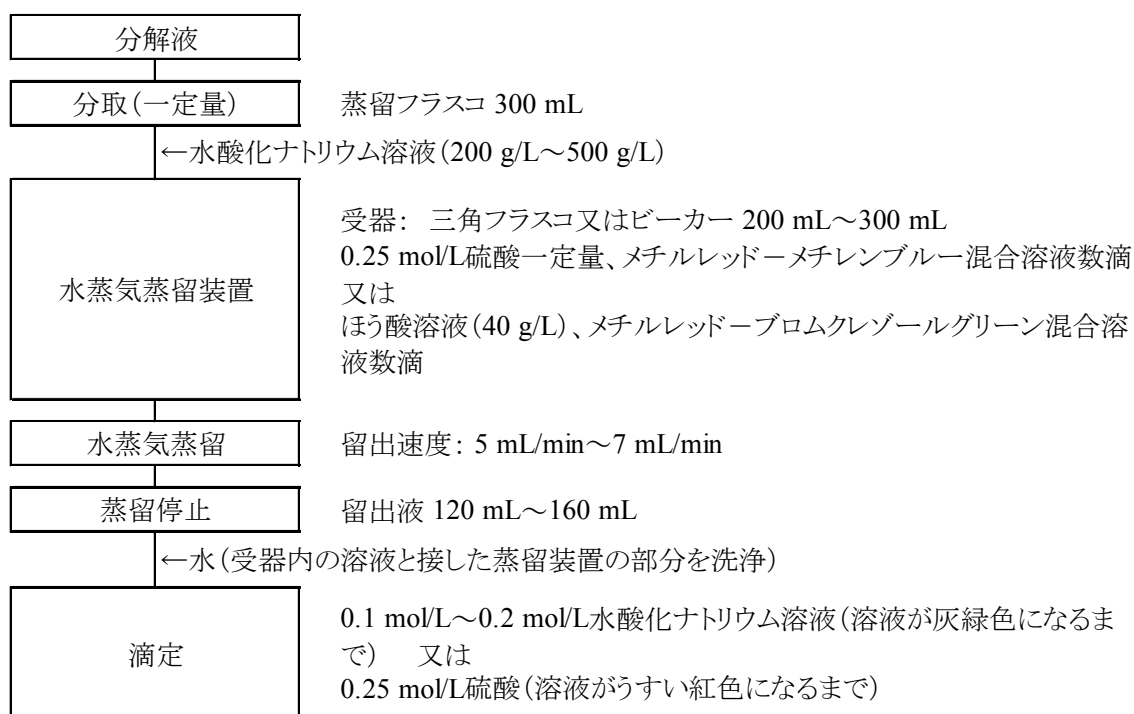 分解液
分取(一定量)
蒸留フラスコ 300 mL
←水酸化ナトリウム溶液(200 g/L～500 g/L)
水蒸気蒸留装置
受器: 三角フラスコ又はビーカー 200 mL～300 mL
0.25 mol/L硫酸一定量、メチルレッド－メチレンブルー混合溶液数滴
又は
ほう酸溶液(40 g/L)、メチルレッド－ブロムクレゾールグリーン混合溶
液数滴
水蒸気蒸留
留出速度: 5 mL/min～7 mL/min
蒸留停止
留出液 120 mL～160 mL
←水(受器内の溶液と接した蒸留装置の部分を洗浄)
滴定
0.1 mol/L～0.2 mol/L水酸化ナトリウム溶液(溶液が灰緑色になるま
で) 又は
0.25 mol/L硫酸(溶液がうすい紅色になるまで)